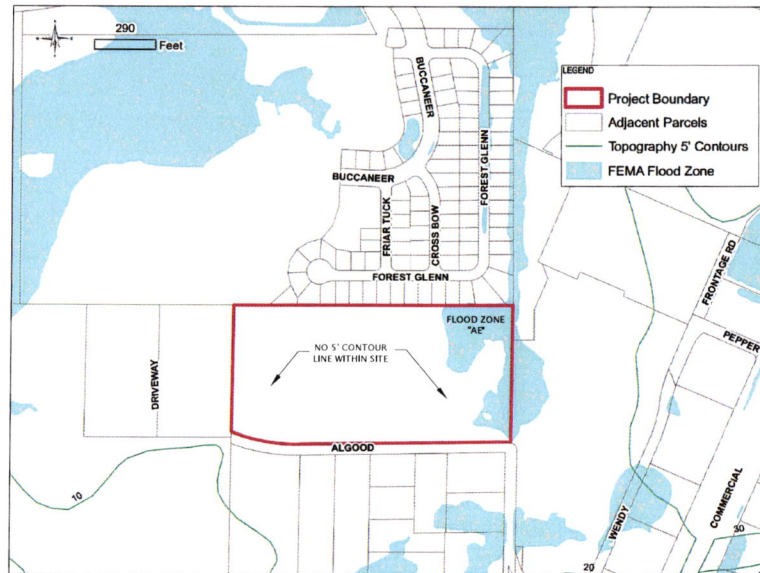 290
Feet
LEGEND
Project Boundary
Adjacent Parcels
Topography 5' Contours
FEMA Flood Zone
BUCCANEER
BUCCANEER
FOREST GLENN
FRIAR TUCK
CROSS BOW
FOREST GLENN
FRONTAGE RD
PEPPER
FLOOD ZONE
"AE"
NO 5' CONTOUR
LINE WITHIN SITE
DRIVEWAY
ALGOOD
10
WENDY
COMMERCIAL
30
20